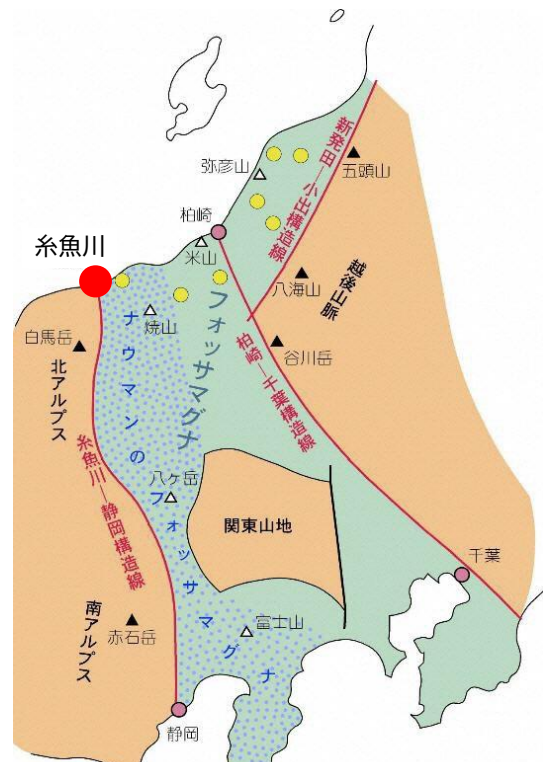 新発田―小出構造線
五頭山
弥彦山
柏崎
米山
糸魚川
八海山
越後山脈
焼山
フォッサマグナ
白馬岳
谷川岳
北アルプス
ナウマンのフォッサマグナ
柏崎―千葉構造線
糸魚川―静岡構造線
八ヶ岳
関東山地
千葉
南アルプス
赤石岳
富士山
静岡